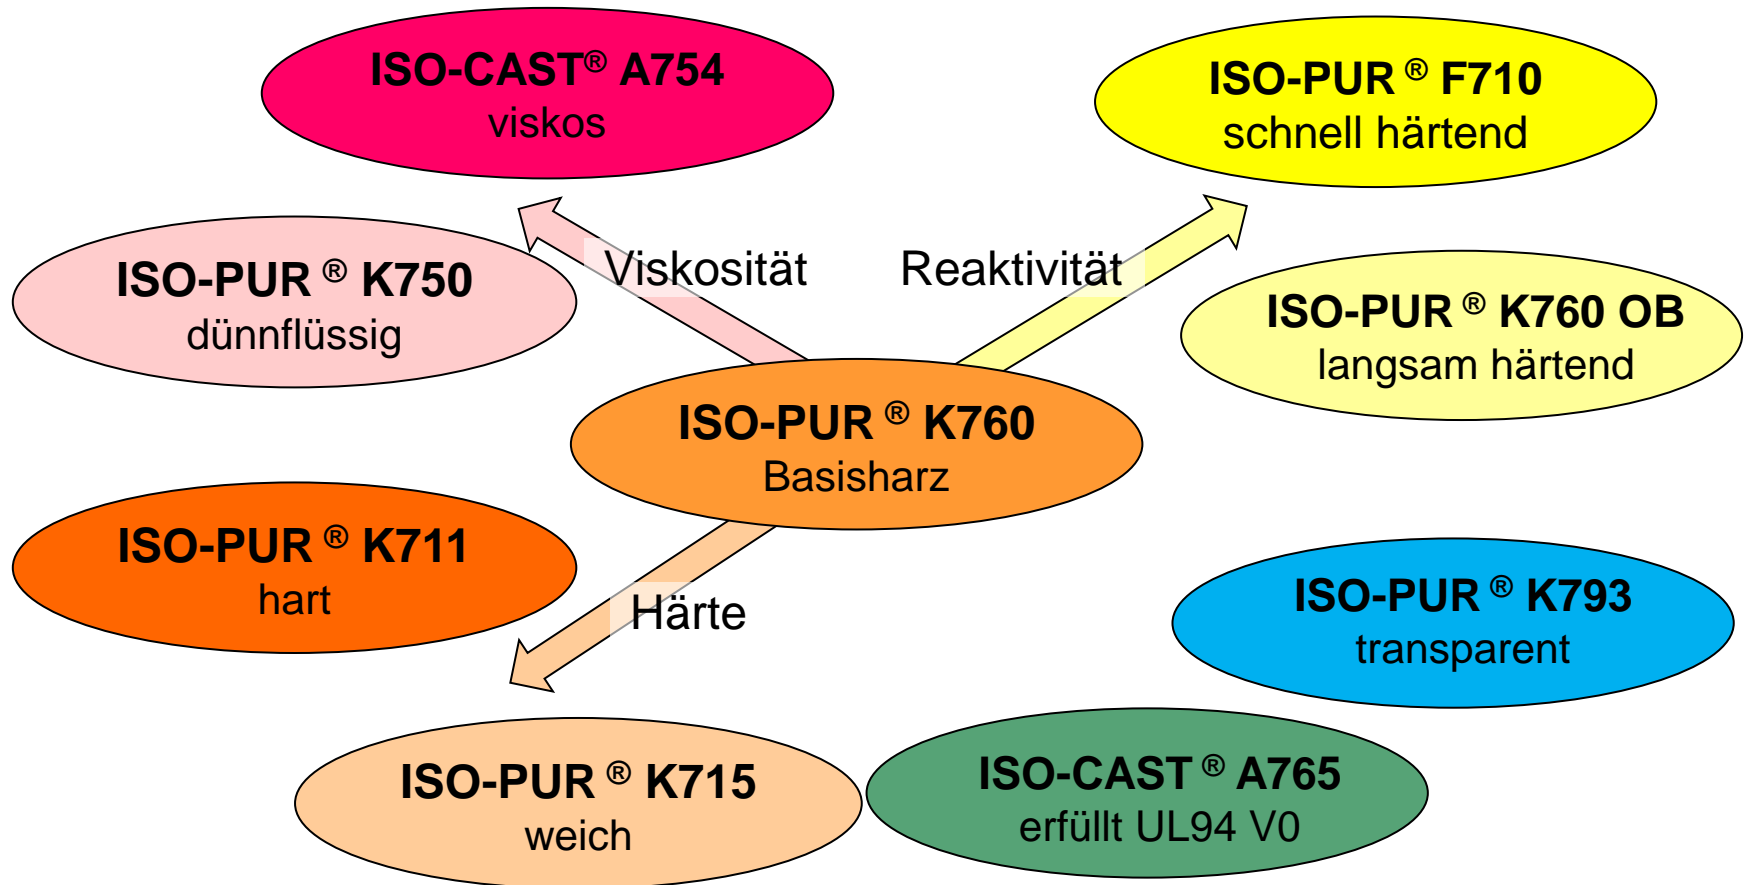 ISO-CAST® A754
viskos
ISO-PUR ® F710
schnell härtend
ISO-PUR ® K750
dünnflüssig
Viskosität
Reaktivität
ISO-PUR ® K760 OB
langsam härtend
ISO-PUR ® K760
Basisharz
ISO-PUR ® K711
hart
Härte
ISO-PUR ® K793
transparent
ISO-PUR ® K715
weich
ISO-CAST ® A765
erfüllt UL94 V0